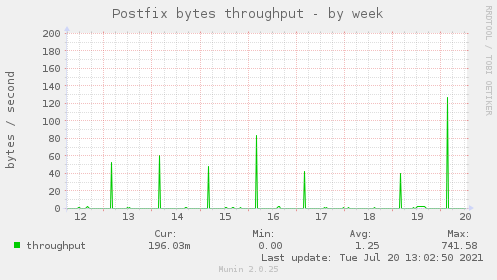 Postfix bytes throughput - by week
RRDTOOL / TOBI OETIKER
bytes / second
200
180
160
140
120
100
80
60
40
20
0
12 13 14 15 16 17 18 19 20
Cur: Min: Avg: Max:
throughput 196.03m 0.00 1.25 741.58
Last update: Tue Jul 20 13:02:50 2021
Munin 2.0.25